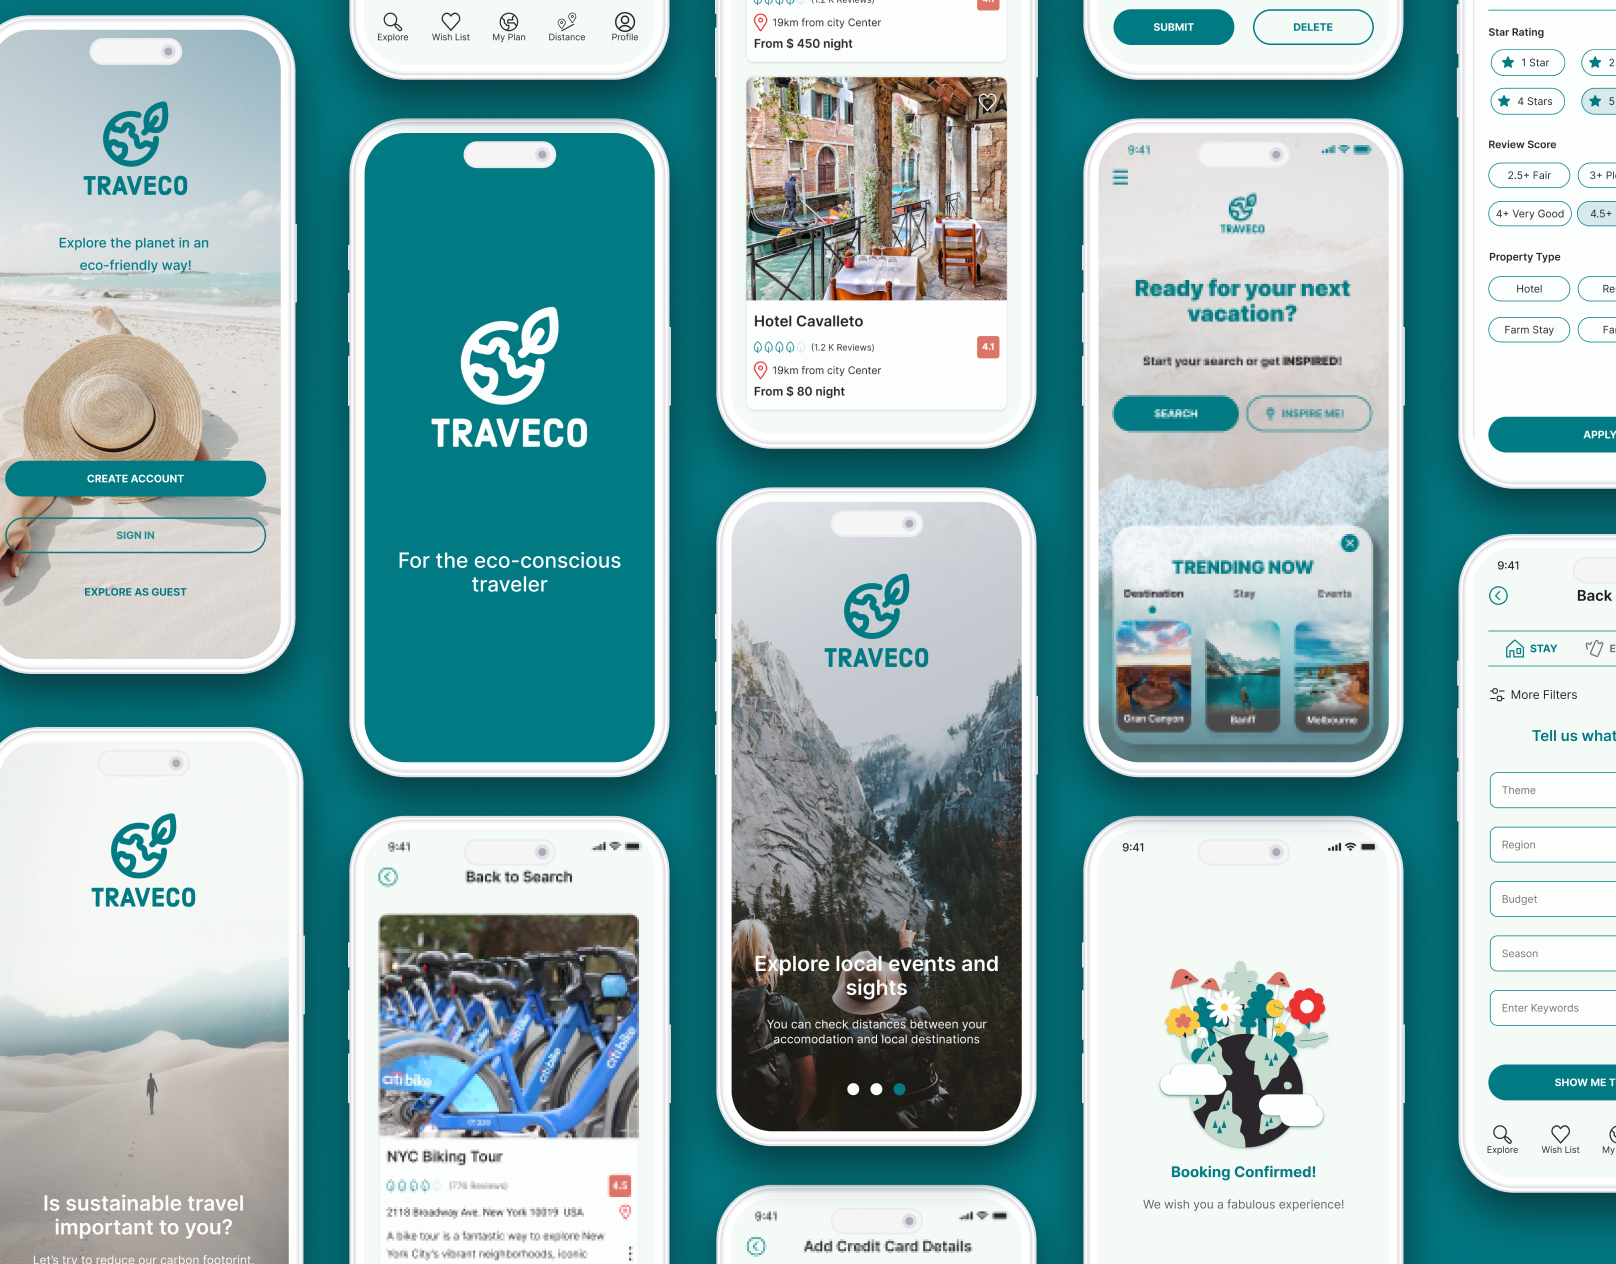 TRAVECO
Explore the planet in an
eco-friendly way!
CREATE ACCOUNT
SIGN IN
EXPLORE AS GUEST
TRAVECO
Is sustainable travel
important to you?
Let's try to reduce our carbon footprint.
Explore
Wish List
My Plan
Distance
Profile
TRAVECO
For the eco-conscious
traveler
9:41
Back to Search
citi bike
citi bike
citi bike
NYC Biking Tour
(776 Reviews)
4.5
2118 Broadway Ave. New York 10019 USA
A bike tour is a fantastic way to explore New
York City's vibrant neighborhoods, iconic
4.1
19km from city Center
From $ 450 night
Hotel Cavalleto
(1.2 K Reviews)
4.1
19km from city Center
From $ 80 night
TRAVECO
Explore local events and
sights
You can check distances between your
accomodation and local destinations
9:41
Add Credit Card Details
SUBMIT
DELETE
9:41
TRAVECO
Ready for your next
vacation?
Start your search or get INSPIRED!
SEARCH
INSPIRE ME!
TRENDING NOW
Destination
Stay
Events
Gran Canyon
Banff
Melbourne
9:41
Booking Confirmed!
We wish you a fabulous experience!
Star Rating
1 Star
2
4 Stars
5
Review Score
2.5+ Fair
3+ Pl
4+ Very Good
4.5+
Property Type
Hotel
Re
Farm Stay
Fa
APPLY
9:41
Back
STAY
E
More Filters
Tell us what
Theme
Region
Budget
Season
Enter Keywords
SHOW ME T
Explore
Wish List
My